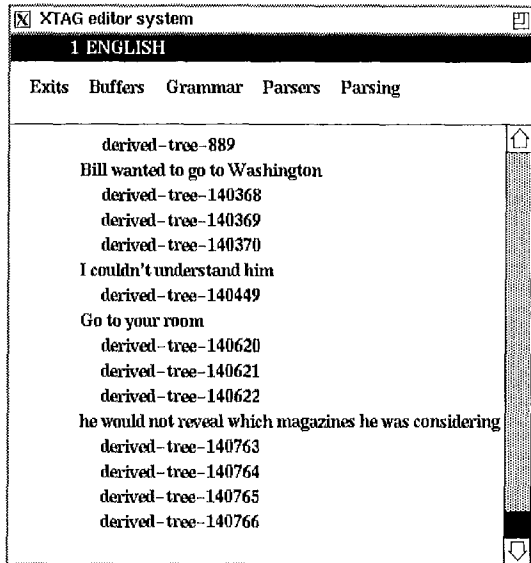 XTAG editor system
1 ENGLISH
Exits Buffers Grammar Parsers Parsing
derived-tree-889
Bill wanted to go to Washington
derived-tree-140368
derived-tree-140369
derived-tree-140370
I couldn't understand him
derived-tree-140449
Go to your room
derived-tree-140620
derived-tree-140621
derived-tree-140622
he would not reveal which magazines he was considering
derived-tree-140763
derived-tree-140764
derived-tree-140765
derived-tree-140766